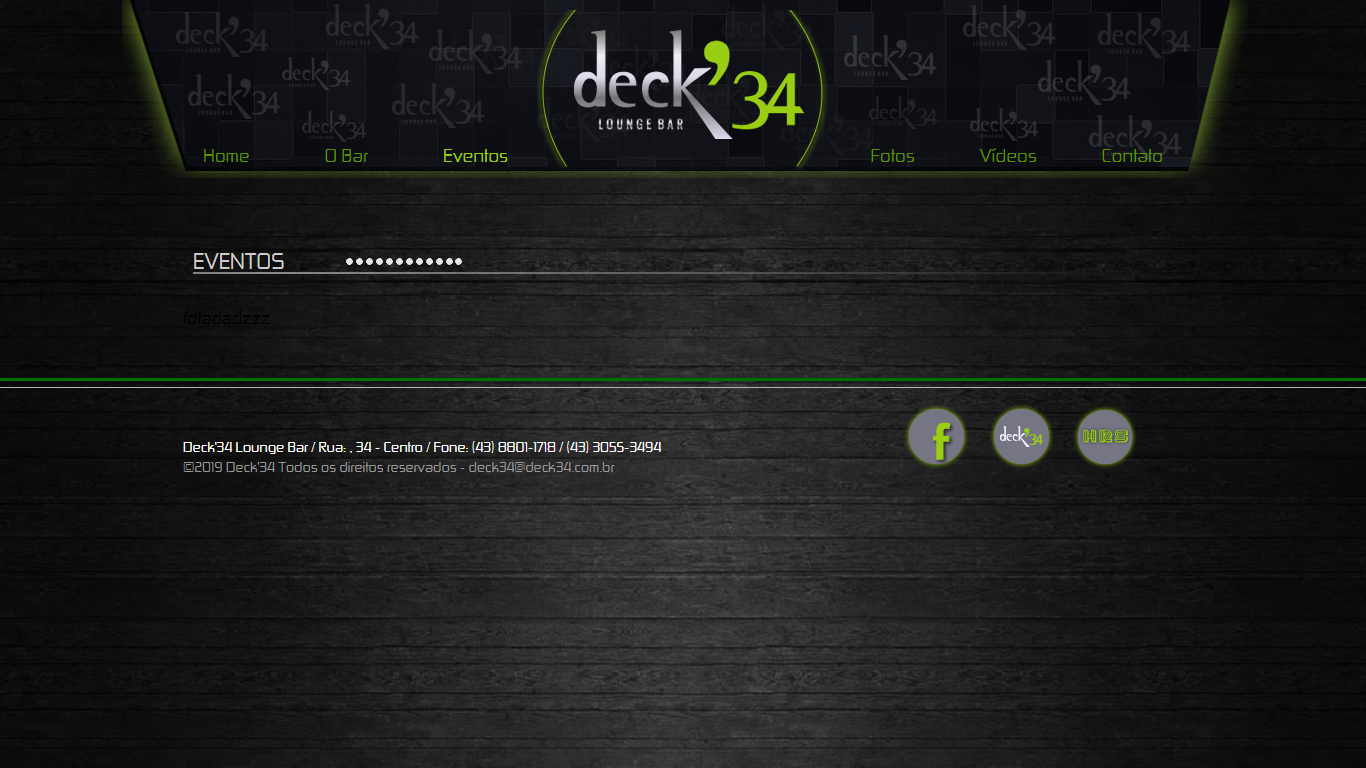 deck'34
LOUNGE BAR
Home
O Bar
Eventos
Fotos
Vídeos
Contato
EVENTOS
fdfadadzzz
Deck'34 Lounge Bar / Rua: , 34 - Centro / Fone: (43) 8801-1718 / (43) 3055-3494
©2019 Deck'34 Todos os direitos reservados - deck34@deck34.com.br
f
deck'34
HRS